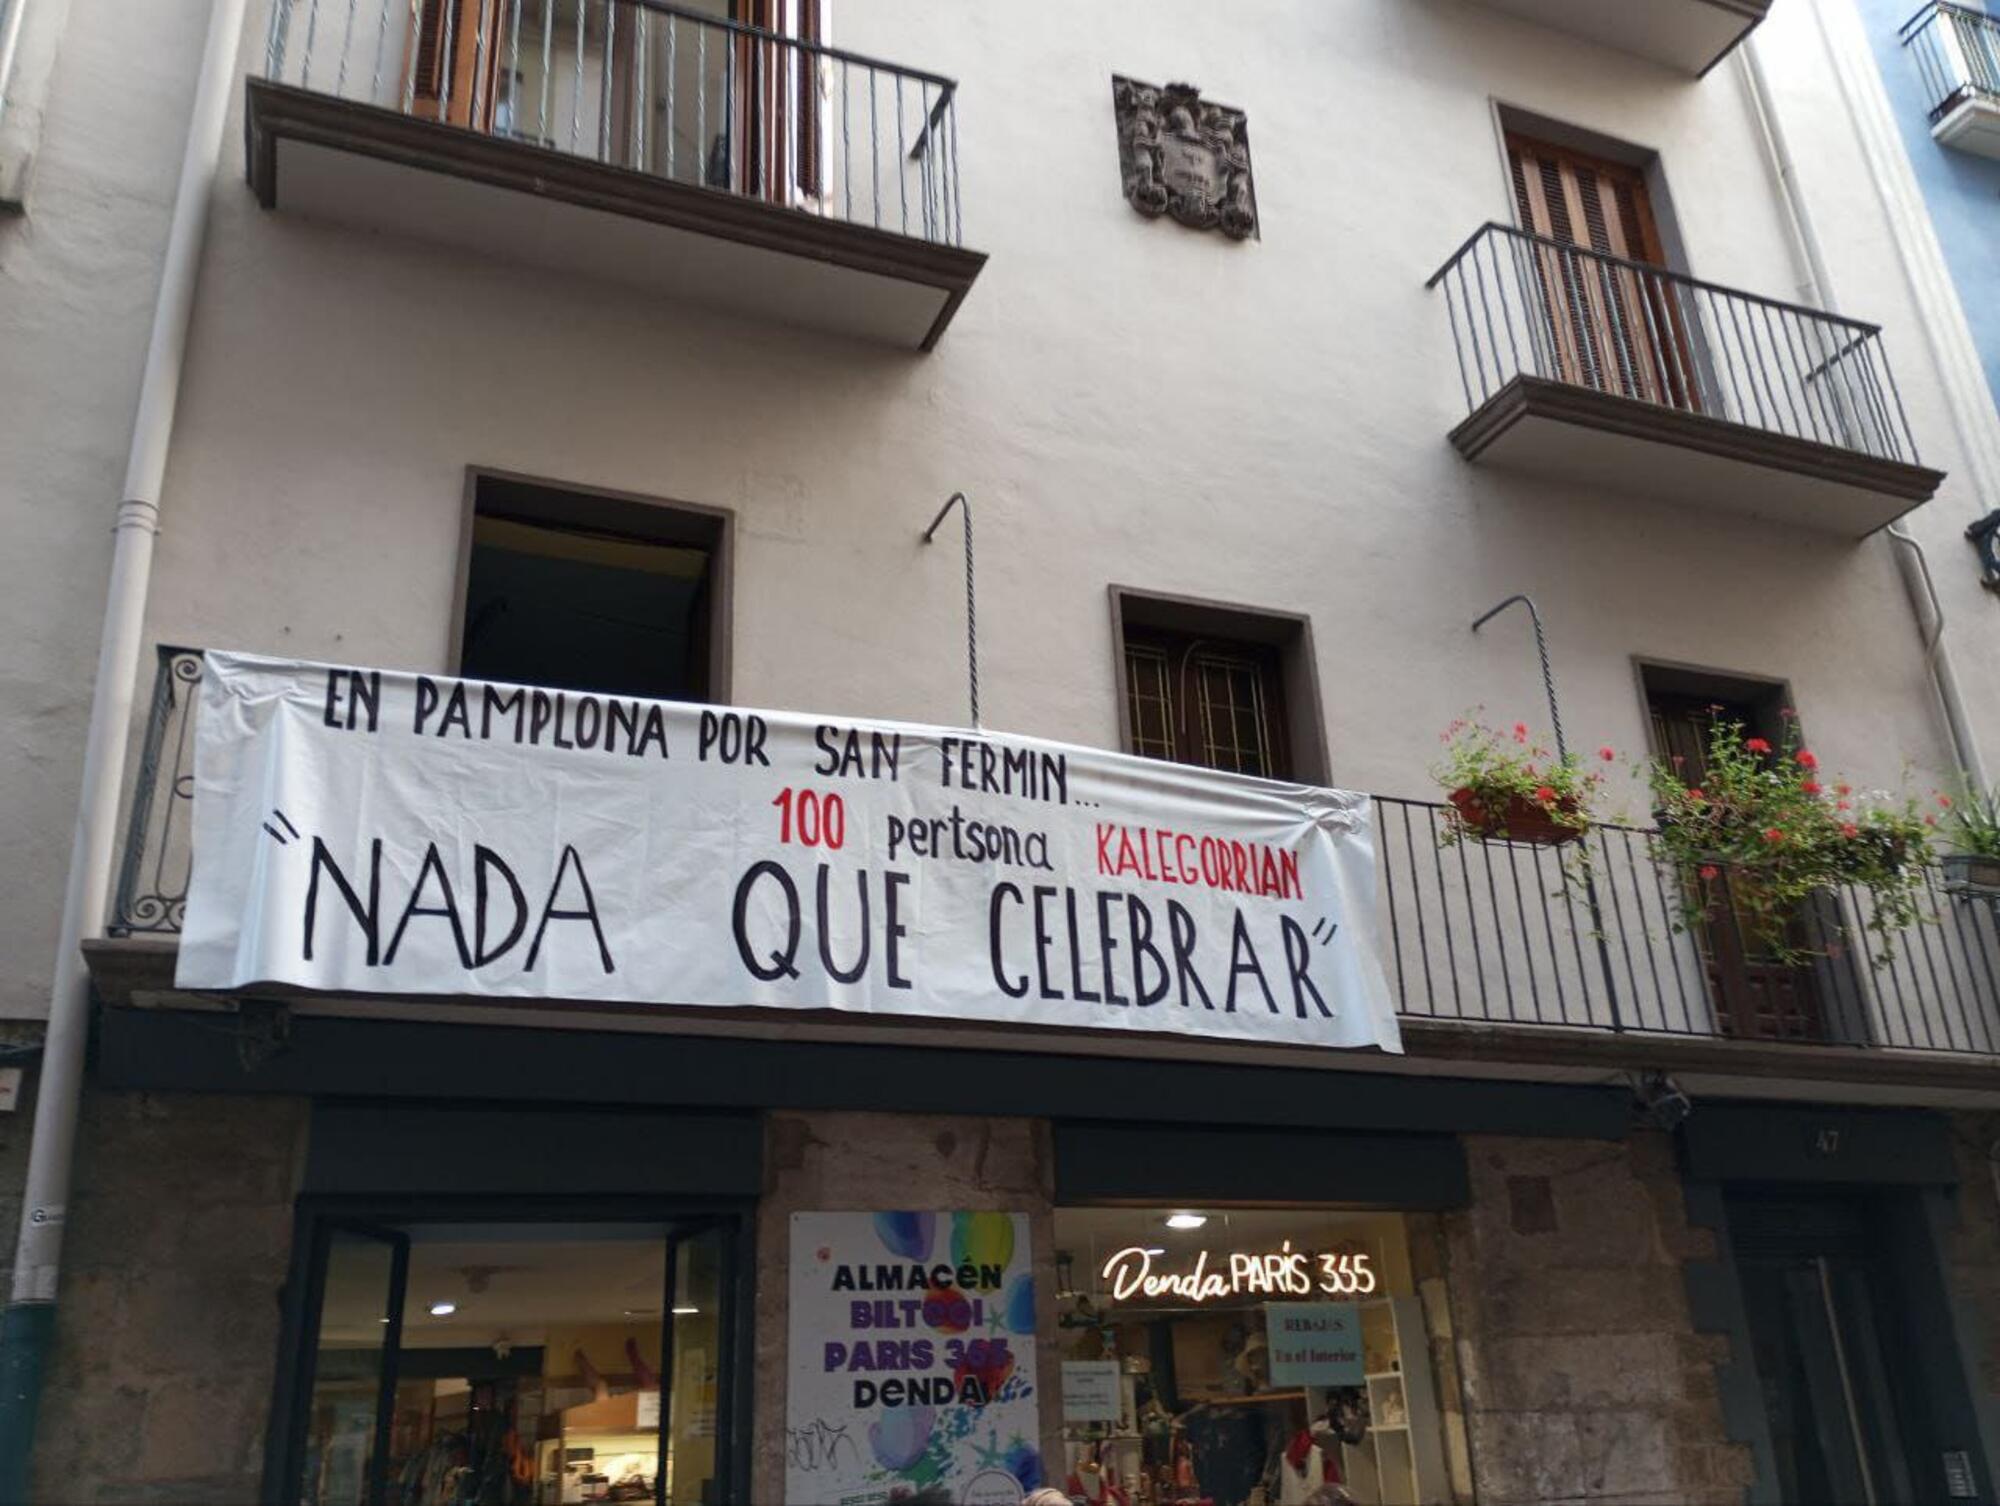 EN PAMPLONA POR SAN FERMIN...
100 pertsona KALEGORRIAN
"NADA QUE CELEBRAR"
47
ALMACÉN
BILTEGI
PARIS 365
DENDA
Denda PARÍS 365
REBAJAS
En el Interior